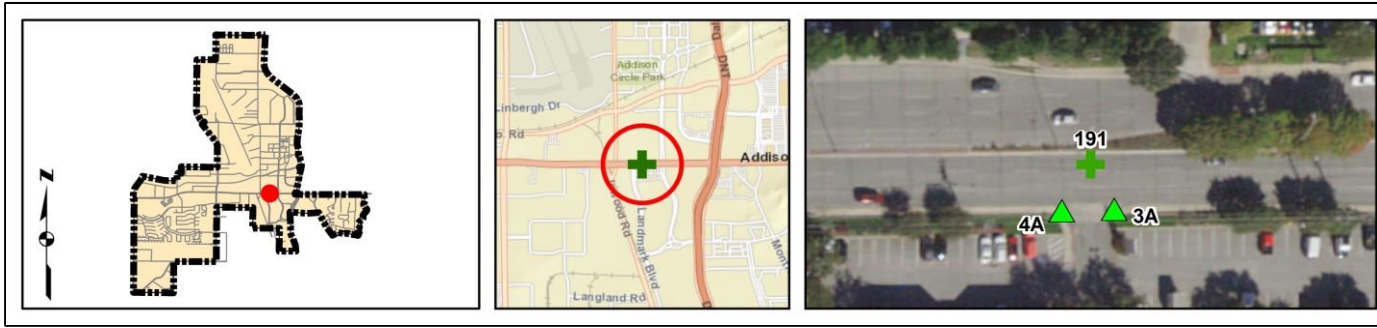 Z
Addison
Circle Park
Linbergh Dr
Rd
DNT
Addiso
Landmark Blvd
Langland Rd
191
4A
3A